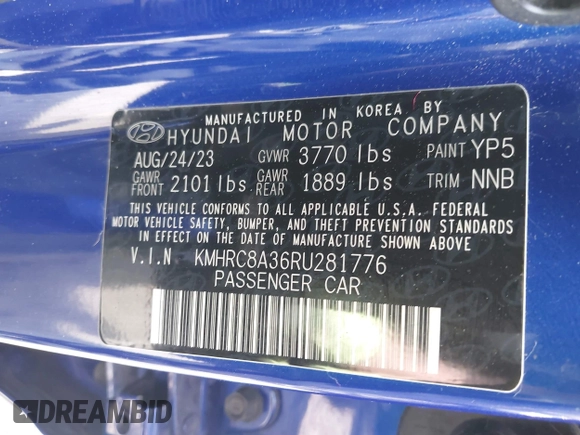 MANUFACTURED IN KOREA BY
HYUNDAI MOTOR COMPANY
AUG/24/23 GVWR 3770 lbs PAINT YP5
GAWR FRONT 2101 lbs GAWR REAR 1889 lbs TRIM NNB
THIS VEHICLE CONFORMS TO ALL APPLICABLE U.S.A. FEDERAL
MOTOR VEHICLE SAFETY, BUMPER, AND THEFT PREVENTION STANDARDS
IN EFFECT ON THE DATE OF MANUFACTURE SHOWN ABOVE
V.I.N KMHRC8A36RU281776
PASSENGER CAR
DREAMBID